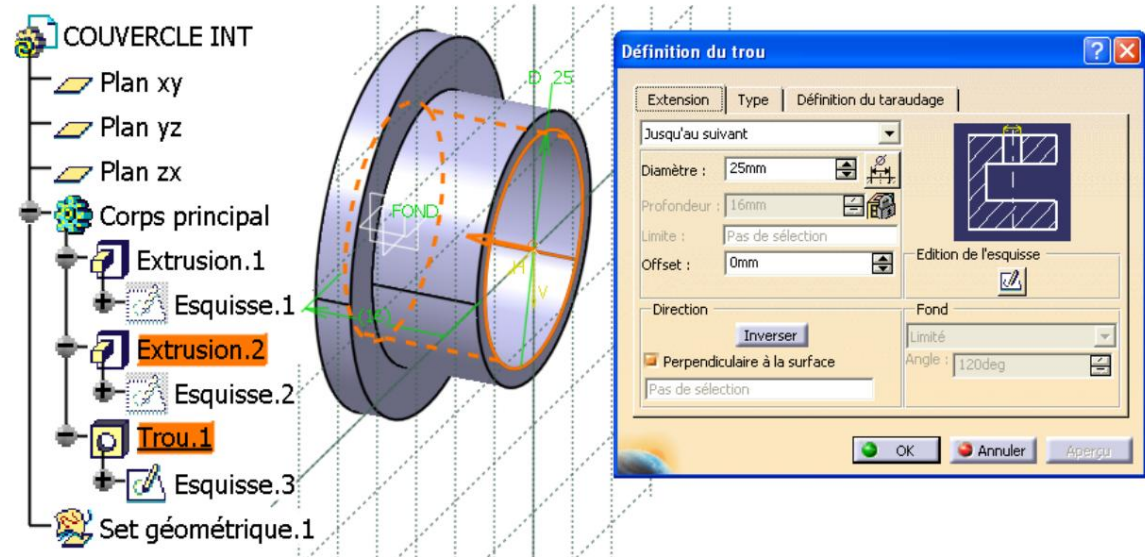 COUVERCLE INT
Plan xy
Plan yz
Plan zx
Corps principal
Extrusion.1
Esquisse.1
Extrusion.2
Esquisse.2
Trou.1
Esquisse.3
Set géométrique.1
D 25
FOND
H
V
(16)
Définition du trou
Extension
Type
Définition du taraudage
Jusqu'au suivant
Diamètre : 25mm
Profondeur : 16mm
Limite : Pas de sélection
Offset : 0mm
Edition de l'esquisse
Direction
Inverser
Perpendiculaire à la surface
Pas de sélection
Fond
Limité
Angle : 120deg
OK
Annuler
Aperçu